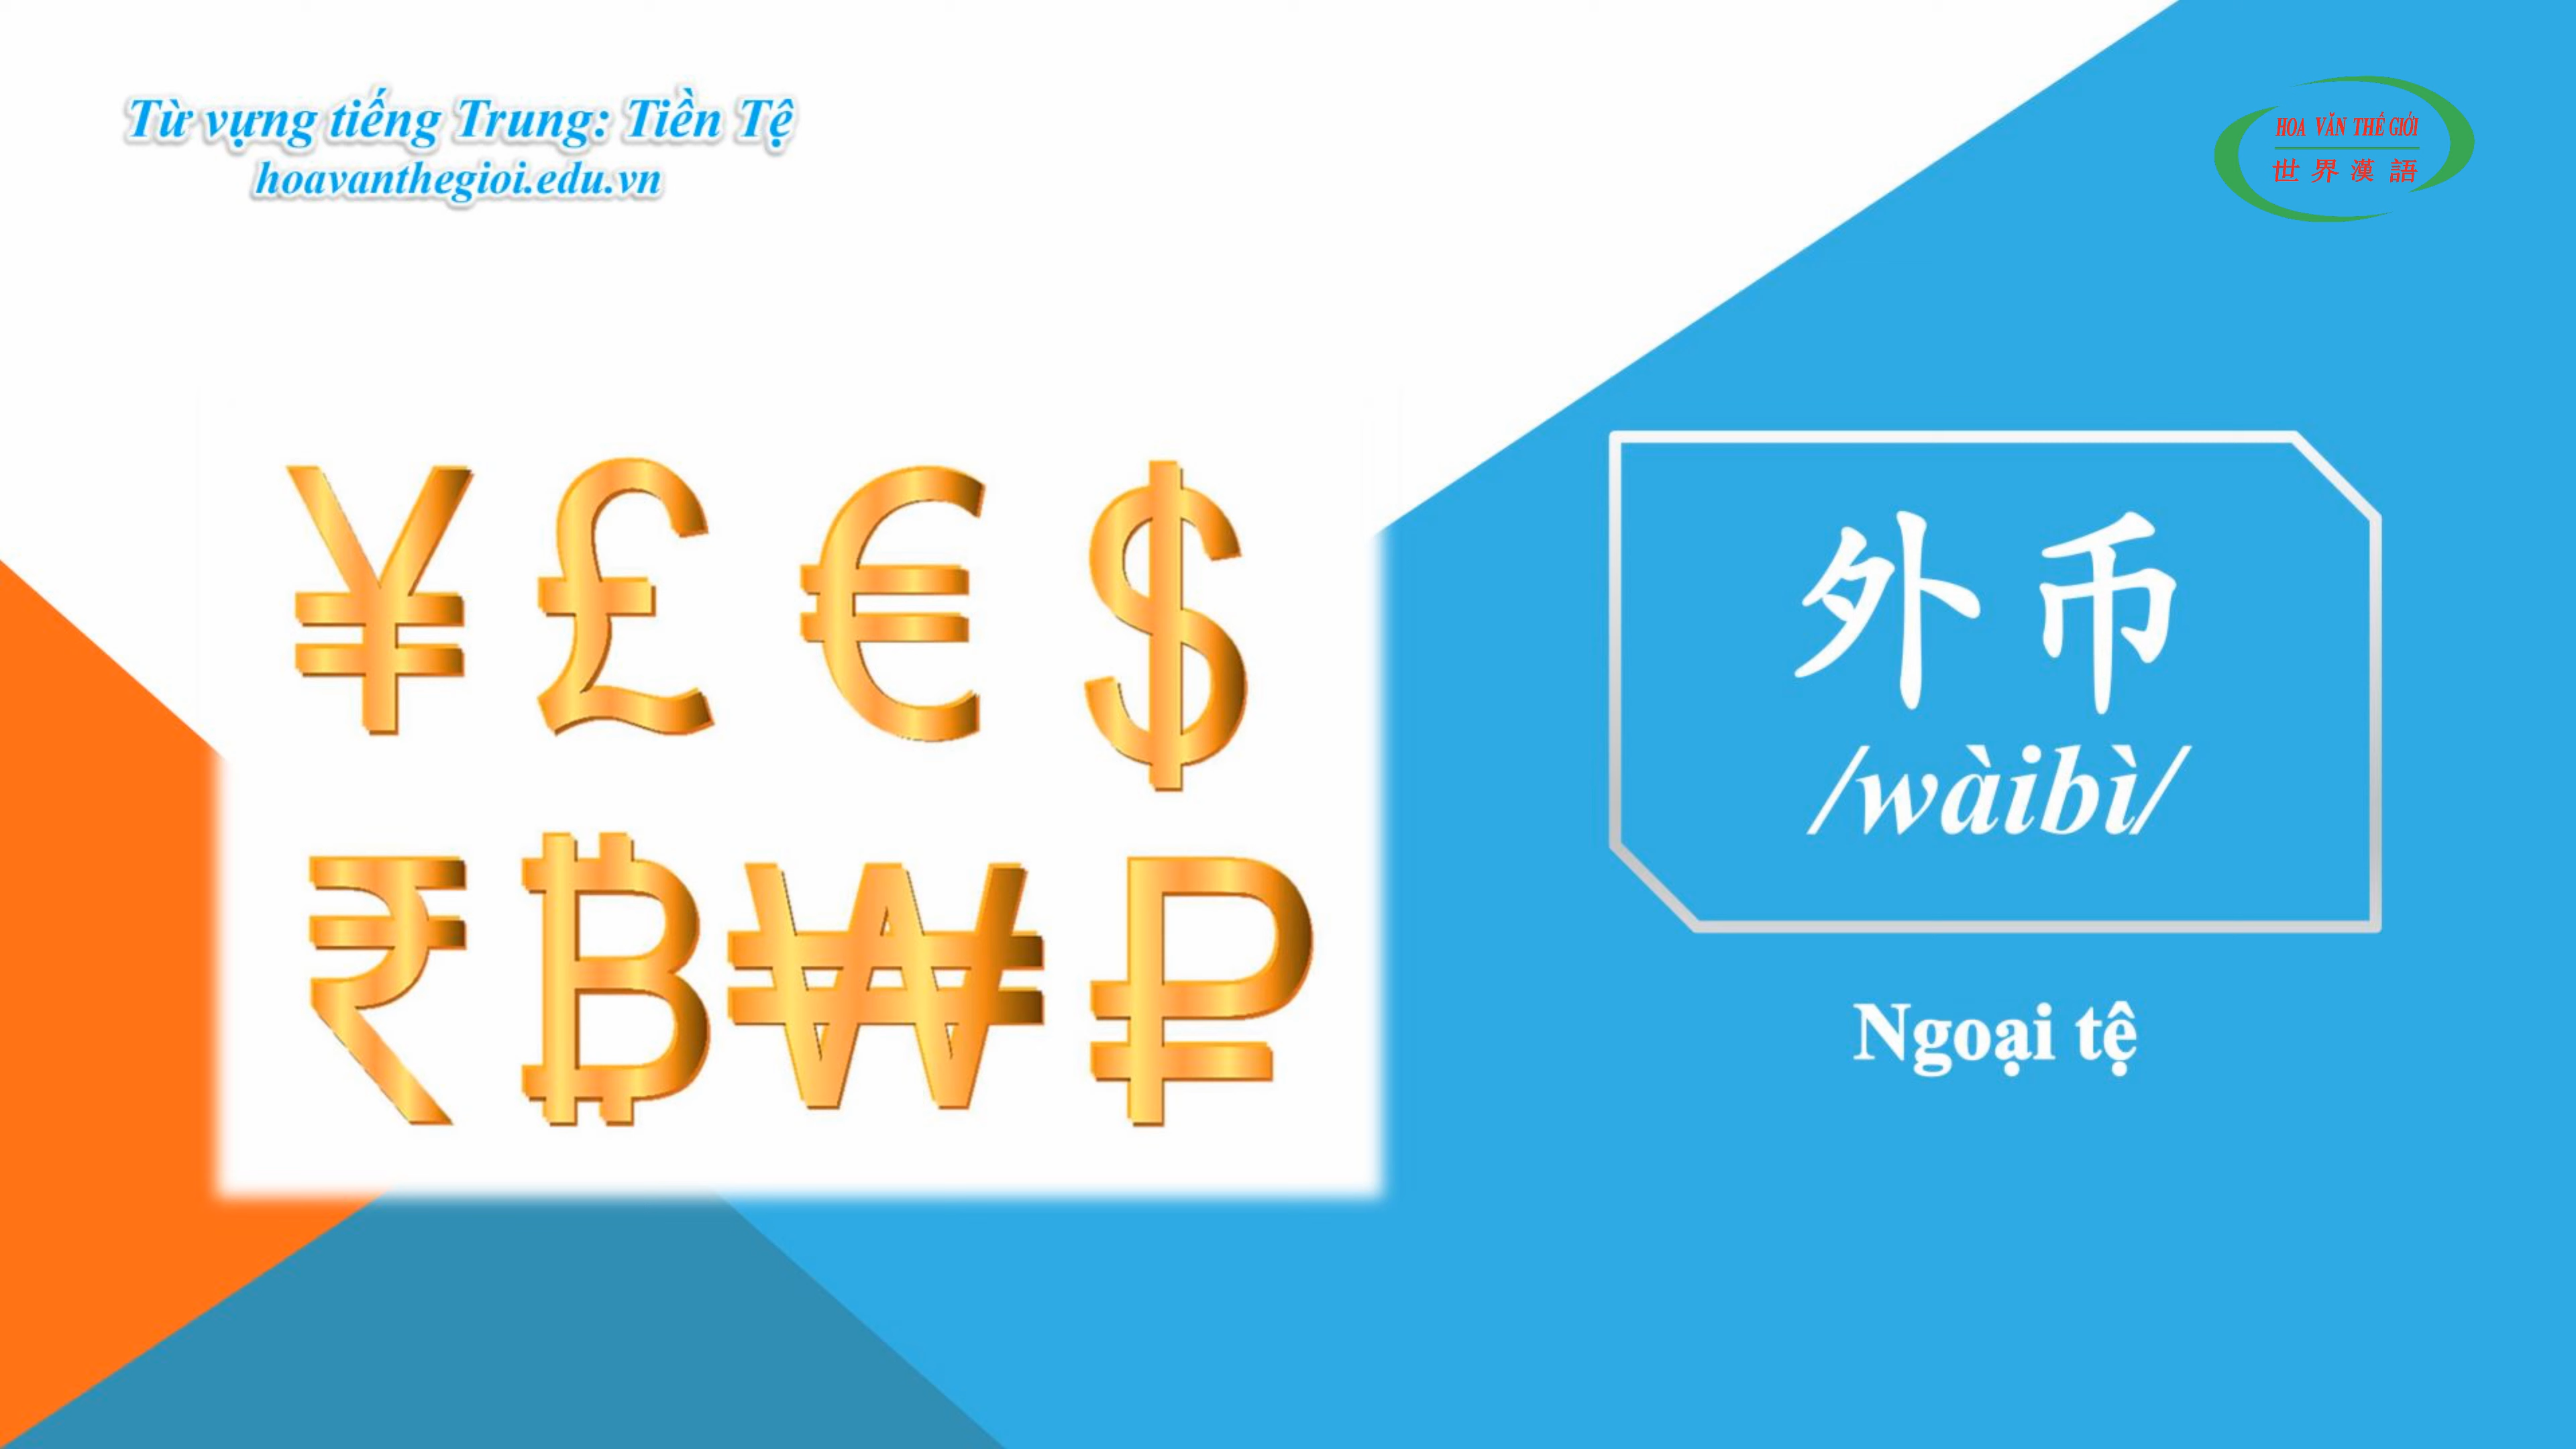 Từ vựng tiếng Trung: Tiền Tệ
hoavanthegioi.edu.vn
HOA VĂN THẾ GIỚI
世界漢語
¥ £ € $
₹ ₿ ₩ ₽
外币
/wàibì/
Ngoại tệ